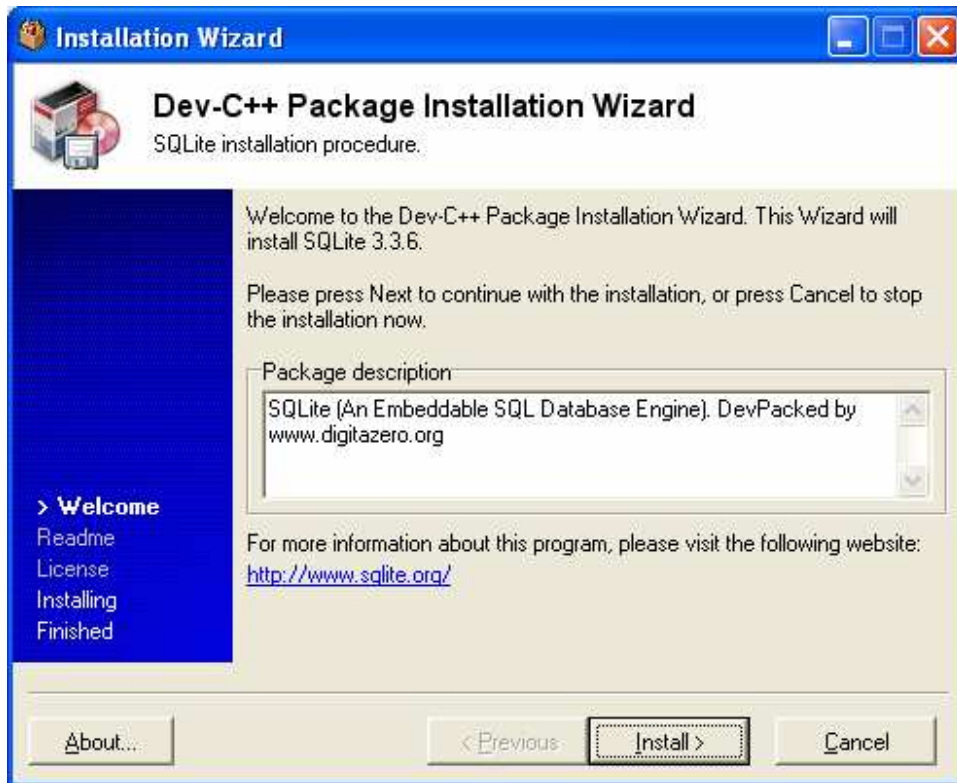 Installation Wizard
Dev-C++ Package Installation Wizard
SQLite installation procedure.
Welcome to the Dev-C++ Package Installation Wizard. This Wizard will
install SQLite 3.3.6.
Please press Next to continue with the installation, or press Cancel to stop
the installation now.
Package description
SQLite (An Embeddable SQL Database Engine). DevPacked by
www.digitazero.org
> Welcome
Readme
License
Installing
Finished
For more information about this program, please visit the following website:
http://www.sqlite.org/
About...
< Previous
Install >
Cancel